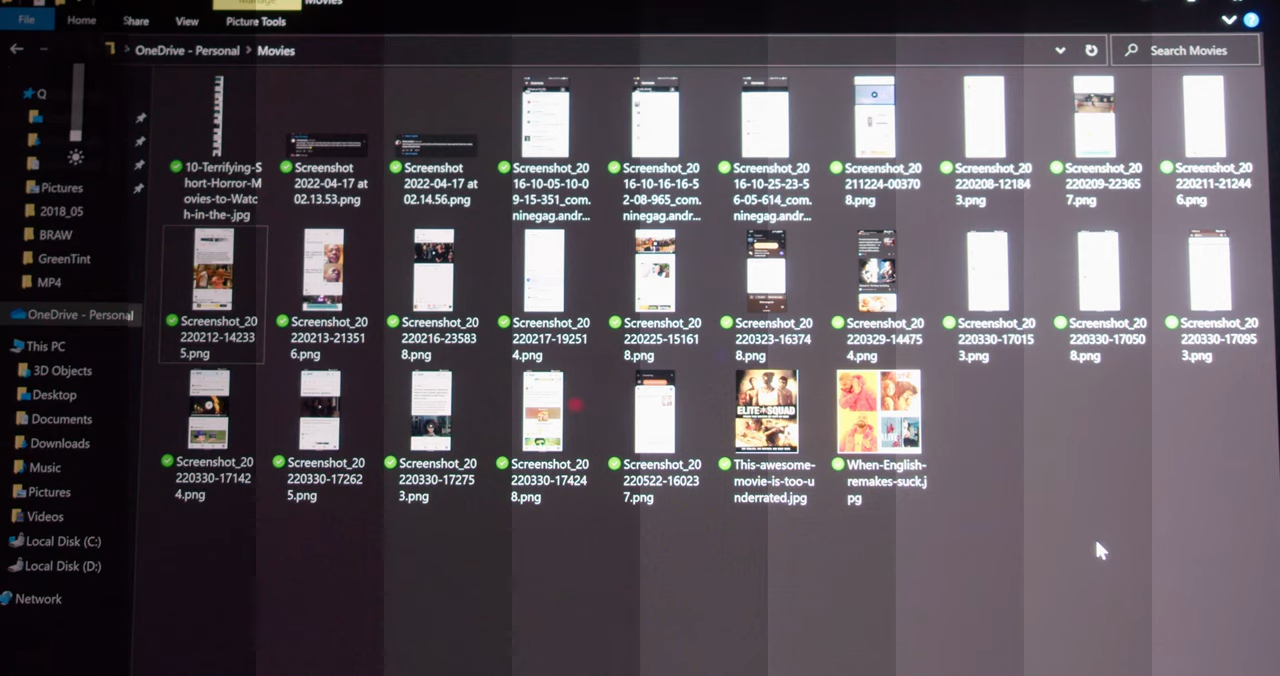 Manage
Movies
File
Home
Share
View
Picture Tools
OneDrive - Personal
Movies
Search Movies
Q
Pictures
2018_05
BRAW
GreenTint
MP4
OneDrive - Personal
This PC
3D Objects
Desktop
Documents
Downloads
Music
Pictures
Videos
Local Disk (C:)
Local Disk (D:)
Network
10-Terrifying-S
hort-Horror-M
ovies-to-Watc
h-in-the-.jpg
Screenshot
2022-04-17 at
02.13.53.png
Screenshot
2022-04-17 at
02.14.56.png
Screenshot_20
16-10-05-10-0
9-15-351_com.
ninegag.andr...
Screenshot_20
16-10-16-16-5
2-08-965_com.
ninegag.andr...
Screenshot_20
16-10-25-23-5
6-05-614_com.
ninegag.andr...
Screenshot_20
211224-00370
8.png
Screenshot_20
220208-12184
3.png
Screenshot_20
220209-22365
7.png
Screenshot_20
220211-21244
6.png
Screenshot_20
220212-14233
5.png
Screenshot_20
220213-21351
6.png
Screenshot_20
220216-23583
8.png
Screenshot_20
220217-19251
4.png
Screenshot_20
220225-15161
8.png
Screenshot_20
220323-16374
8.png
Screenshot_20
220329-14475
4.png
Screenshot_20
220330-17015
3.png
Screenshot_20
220330-17050
8.png
Screenshot_20
220330-17095
3.png
Screenshot_20
220330-17142
4.png
Screenshot_20
220330-17262
5.png
Screenshot_20
220330-17275
3.png
Screenshot_20
220330-17424
8.png
Screenshot_20
220522-16023
7.png
ELITE SQUAD
This-awesome-
movie-is-too-u
nderrated.jpg
When-English-
remakes-suck.j
pg